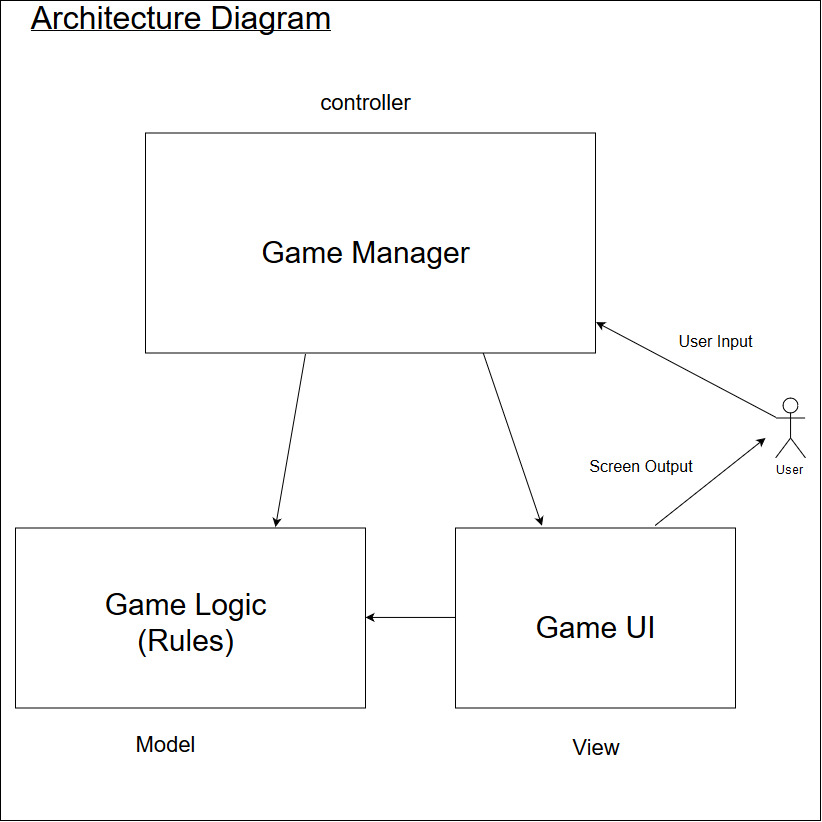 Architecture Diagram
controller
Game Manager
User Input
Screen Output
User
Game Logic
(Rules)
Game UI
Model
View